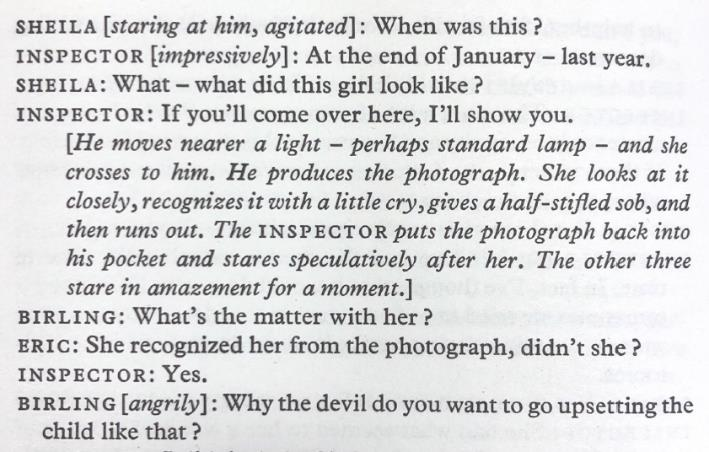 SHEILA [staring at him, agitated]: When was this?
INSPECTOR [impressively]: At the end of January – last year.
SHEILA: What – what did this girl look like?
INSPECTOR: If you'll come over here, I'll show you.
[He moves nearer a light – perhaps standard lamp – and she
crosses to him. He produces the photograph. She looks at it
closely, recognizes it with a little cry, gives a half-stifled sob, and
then runs out. The INSPECTOR puts the photograph back into
his pocket and stares speculatively after her. The other three
stare in amazement for a moment.]
BIRLING: What's the matter with her?
ERIC: She recognized her from the photograph, didn't she?
INSPECTOR: Yes.
BIRLING [angrily]: Why the devil do you want to go upsetting the
child like that?